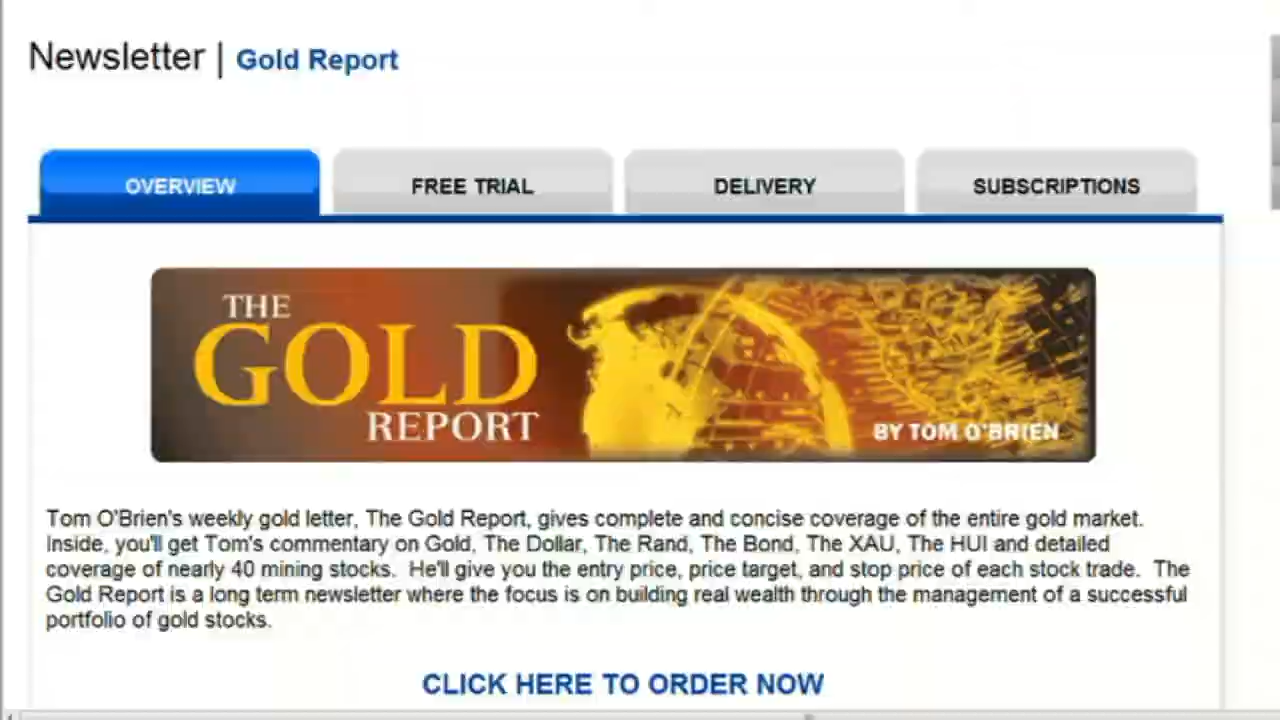 Newsletter | Gold Report
OVERVIEW
FREE TRIAL
DELIVERY
SUBSCRIPTIONS
THE
GOLD
REPORT
BY TOM O'BRIEN
Tom O'Brien's weekly gold letter, The Gold Report, gives complete and concise coverage of the entire gold market.
Inside, you'll get Tom's commentary on Gold, The Dollar, The Rand, The Bond, The XAU, The HUI and detailed
coverage of nearly 40 mining stocks. He'll give you the entry price, price target, and stop price of each stock trade. The
Gold Report is a long term newsletter where the focus is on building real wealth through the management of a successful
portfolio of gold stocks.
CLICK HERE TO ORDER NOW